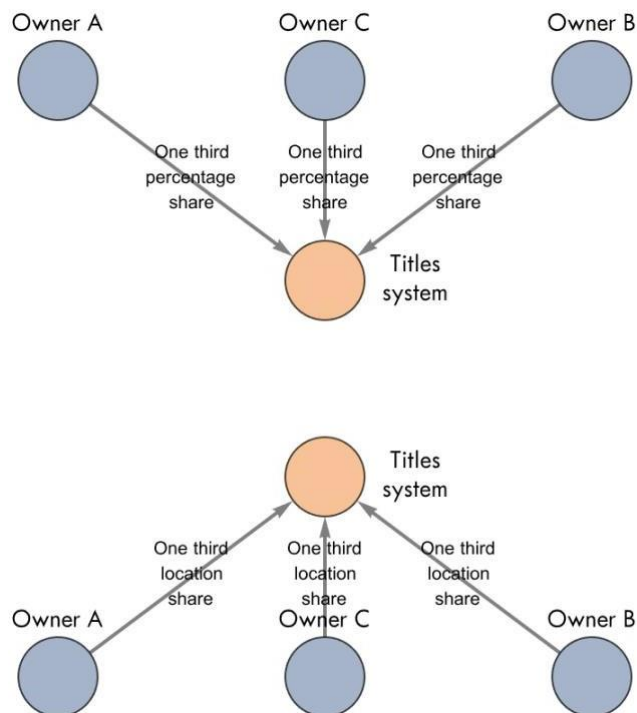 Owner A
Owner C
Owner B
One third
percentage
share
One third
percentage
share
One third
percentage
share
Titles
system
Titles
system
One third
location
share
One third
location
share
One third
location
share
Owner A
Owner C
Owner B